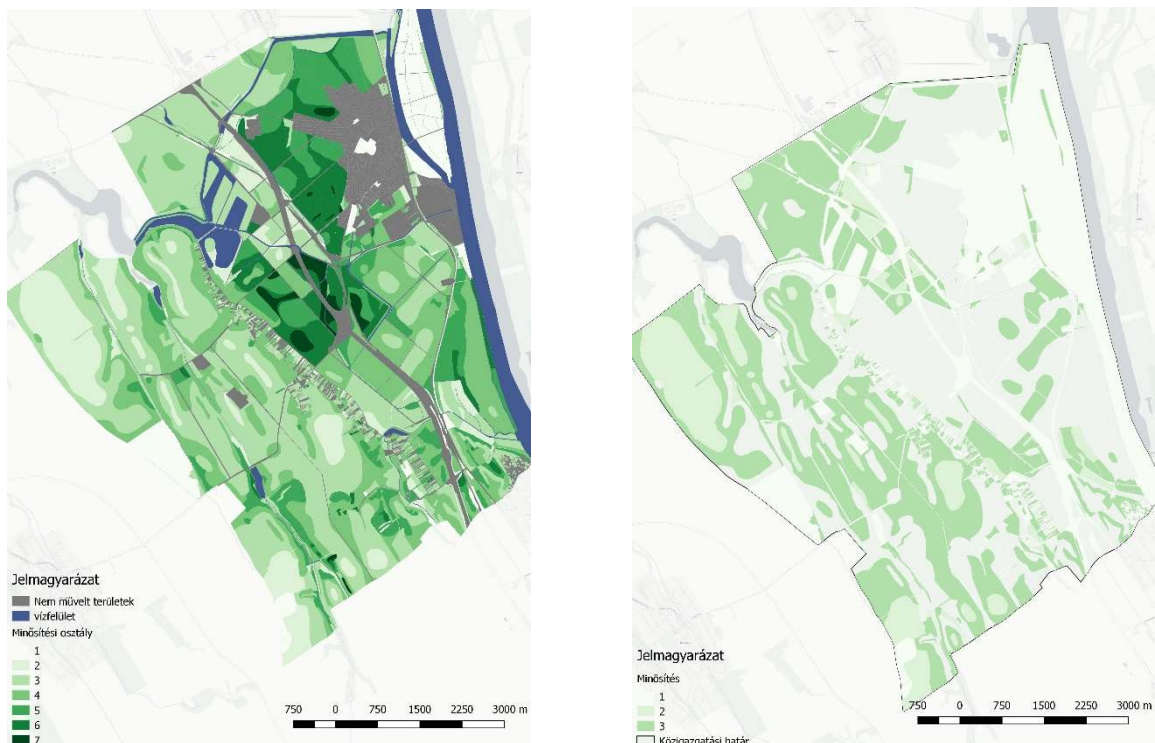 Jelmagyarázat
Nem művelt területek
vízfelület
Minősítési osztály
1
2
3
4
5
6
7
750 0 750 1500 2250 3000 m
Jelmagyarázat
Minősítés
1
2
3
Közigazgatási határ
750 0 750 1500 2250 3000 m